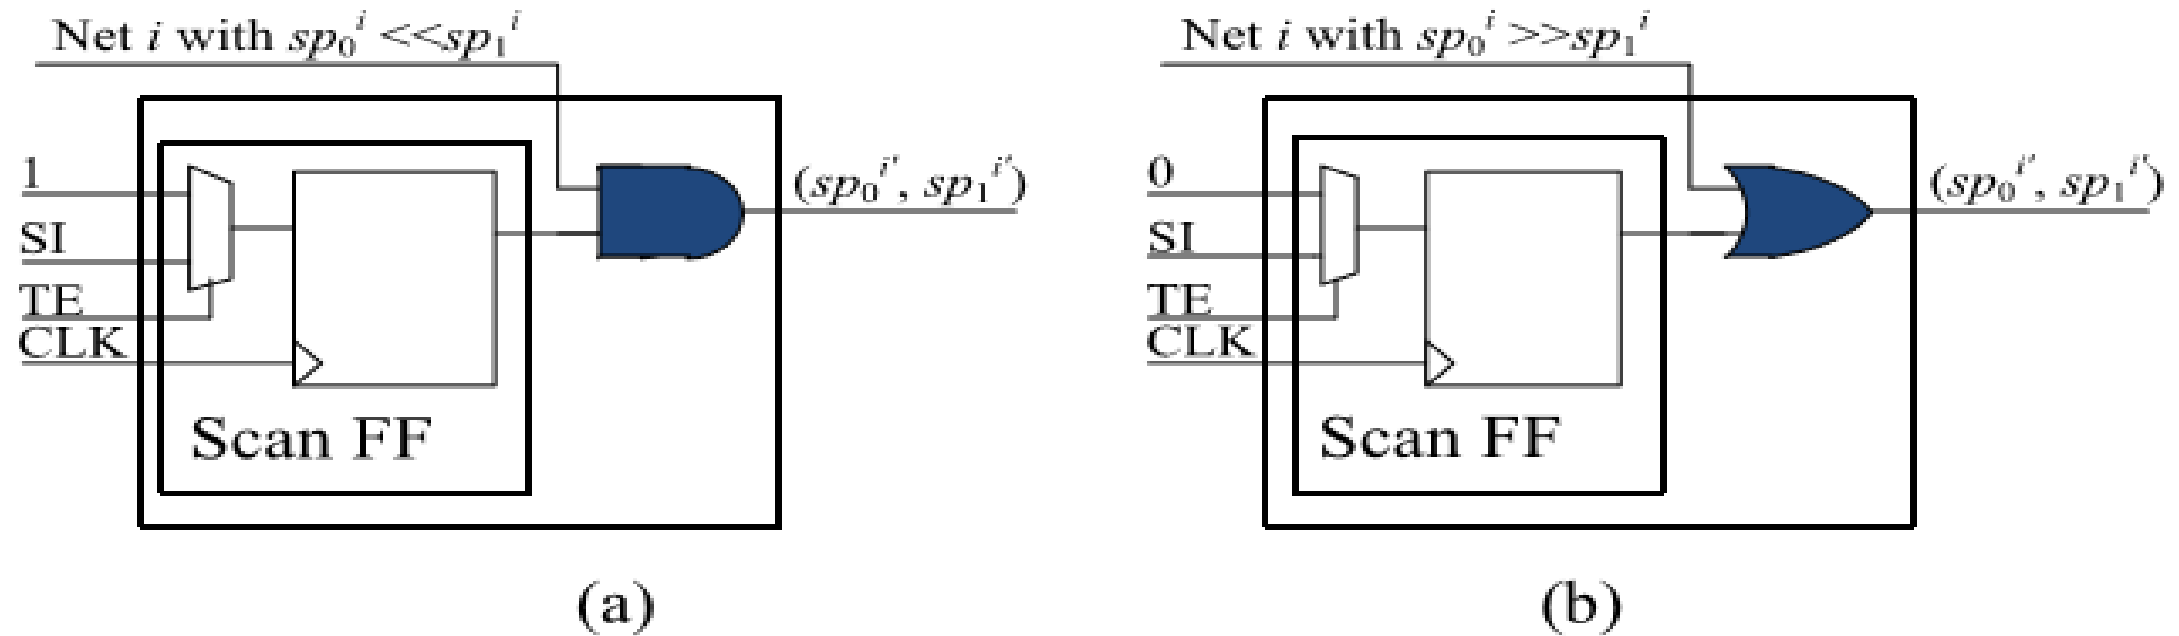 Net i with sp₀ⁱ <<sp₁ⁱ
1
SI
TE
CLK
Scan FF
(sp₀ⁱ', sp₁ⁱ')
(a)
Net i with sp₀ⁱ >>sp₁ⁱ
0
SI
TE
CLK
Scan FF
(sp₀ⁱ', sp₁ⁱ')
(b)